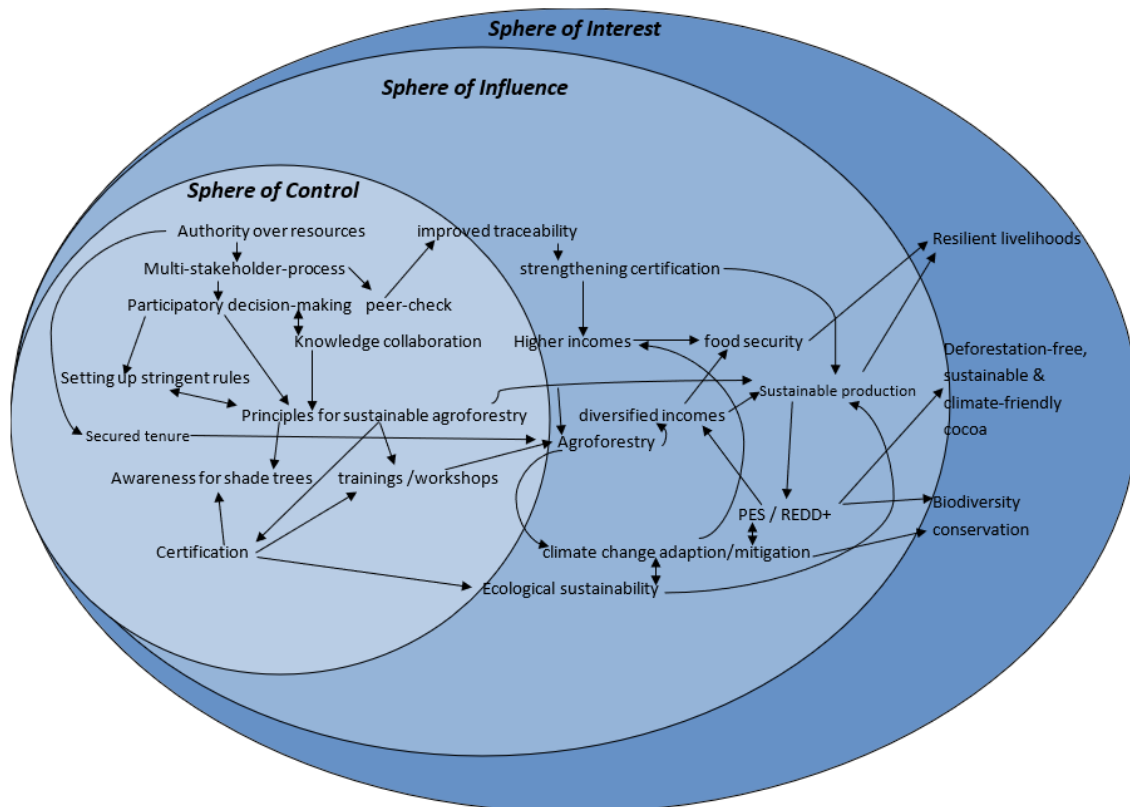 Sphere of Interest
Sphere of Influence
Sphere of Control
Authority over resources
improved traceability
Resilient livelihoods
Multi-stakeholder-process
strengthening certification
Participatory decision-making
peer-check
Knowledge collaboration
Higher incomes
food security
Deforestation-free,
sustainable &
climate-friendly
cocoa
Setting up stringent rules
Sustainable production
Principles for sustainable agroforestry
diversified incomes
Secured tenure
Agroforestry
Awareness for shade trees
trainings /workshops
Biodiversity
conservation
PES / REDD+
Certification
climate change adaption/mitigation
Ecological sustainability